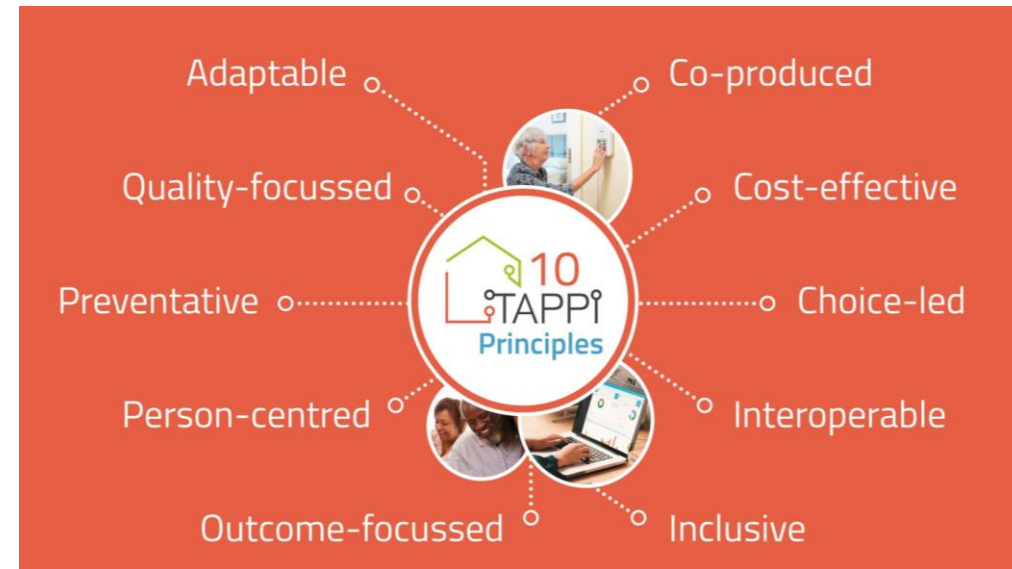 Adaptable
Co-produced
Quality-focussed
Cost-effective
10
TAPPI
Principles
Preventative
Choice-led
Person-centred
Interoperable
Outcome-focussed
Inclusive